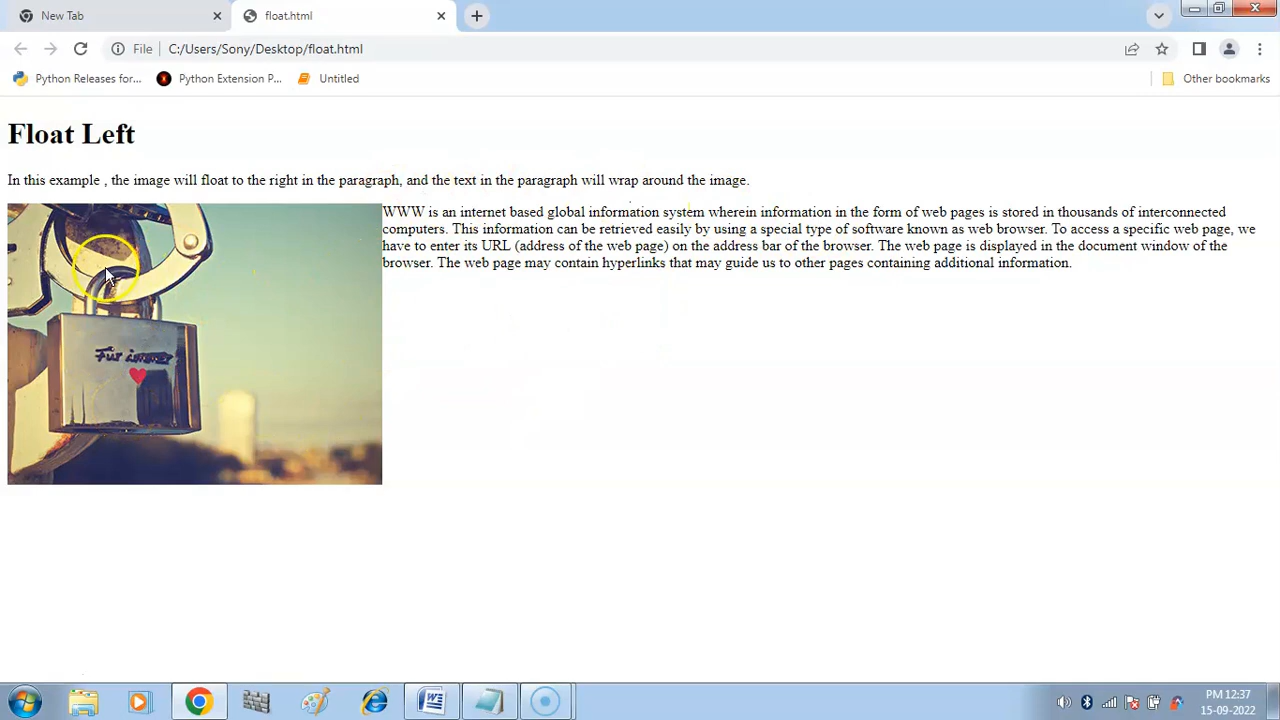 New Tab
float.html
File
C:/Users/Sony/Desktop/float.html
Python Releases for...
Python Extension P...
Untitled
Other bookmarks
Float Left
In this example , the image will float to the right in the paragraph, and the text in the paragraph will wrap around the image.
WWW is an internet based global information system wherein information in the form of web pages is stored in thousands of interconnected
computers. This information can be retrieved easily by using a special type of software known as web browser. To access a specific web page, we
have to enter its URL (address of the web page) on the address bar of the browser. The web page is displayed in the document window of the
browser. The web page may contain hyperlinks that may guide us to other pages containing additional information.
Für immer
PM 12:37
15-09-2022